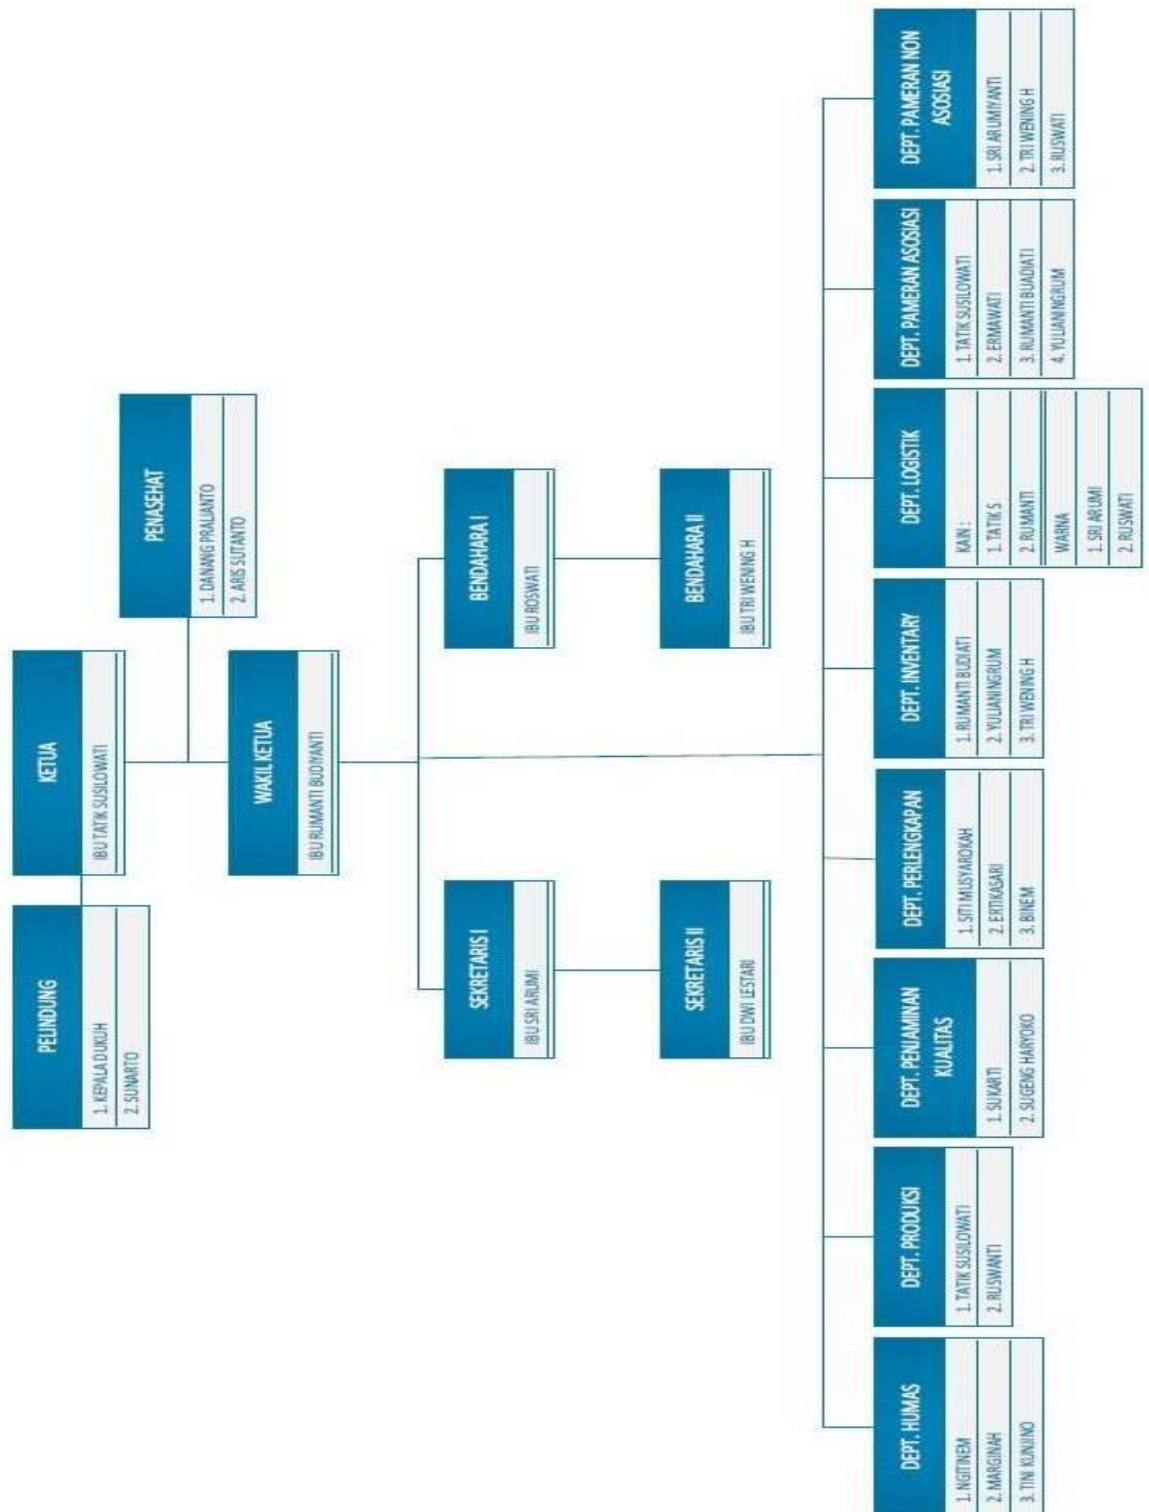 PELINDUNG
1. KEPALA DUKUH
2. SUNARTO
KETUA
IBU TATIK SUSILOWATI
PENASEHAT
1. DANANG PRALIANTO
2. ARIS SUTANTO
WAKIL KETUA
IBU RUMANTI BUDIYANTI
SEKRETARIS I
IBU SRI ARUMI
BENDAHARA I
IBU ROSWATI
SEKRETARIS II
IBU DWI LESTARI
BENDAHARA II
IBU TRI WENING H
DEPT. HUMAS
1. NGITINEM
2. MARGINAH
3. TINI KUNJINO
DEPT. PRODUKSI
1. TATIK SUSILOWATI
2. RUSWANTI
DEPT. PENJAMINAN
KUALITAS
1. SUKARTI
2. SUGENG HARYOKO
DEPT. PERLENGKAPAN
1. SITI MUSYAROKAH
2. ERTIKASARI
3. BINEM
DEPT. INVENTARY
1. RUMANTI BUDIATI
2. YULIANINGRUM
3. TRI WENING H
DEPT. LOGISTIK
KAIN :
1. TATIK S
2. RUMANTI
WARNA
1. SRI ARUMI
2. RUSWATI
DEPT. PAMERAN ASOSIASI
1. TATIK SUSILOWATI
2. ERMAWATI
3. RUMANTI BUADIATI
4. YULIANINGRUM
DEPT. PAMERAN NON
ASOSIASI
1. SRI ARUMIYANTI
2. TRI WENING H
3. RUSWATI